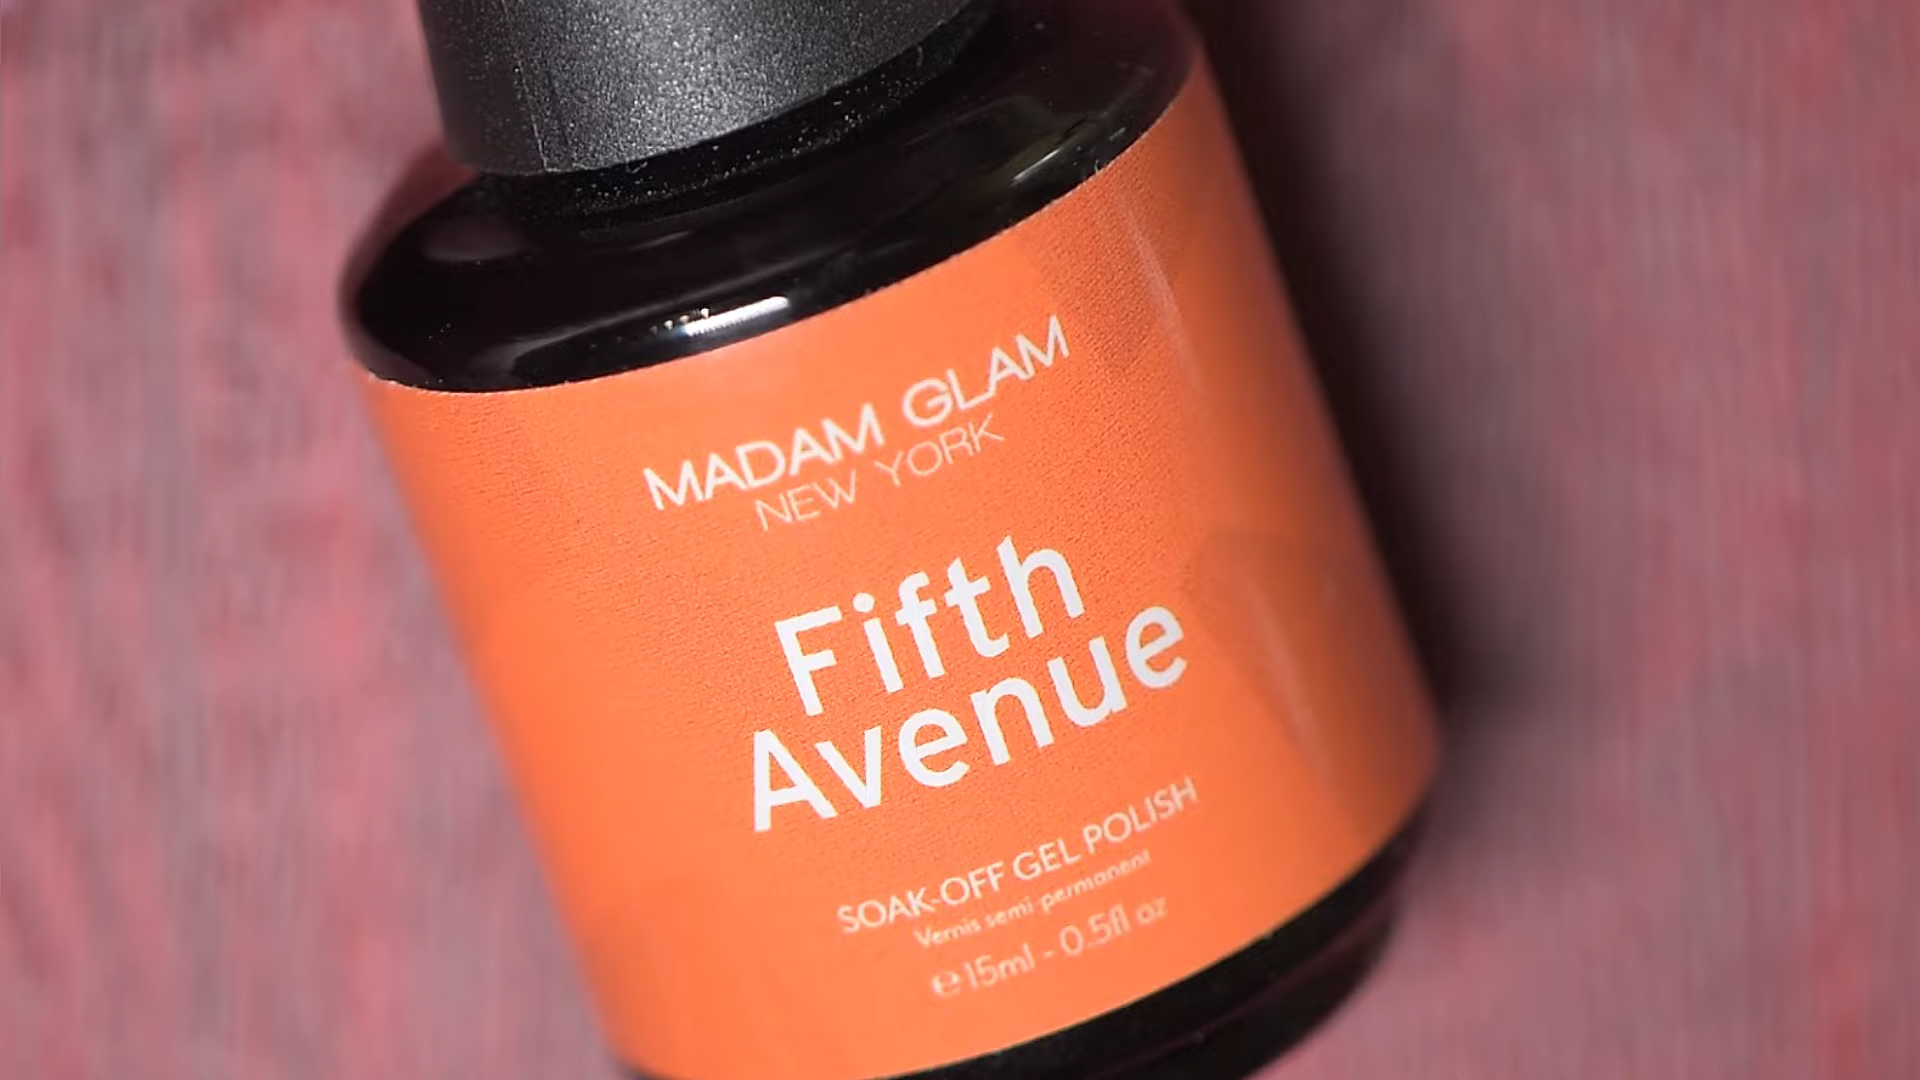 MADAM GLAM
NEW YORK
Fifth
Avenue
SOAK-OFF GEL POLISH
Vernis semi-permanent
℮15ml - 0.5fl oz